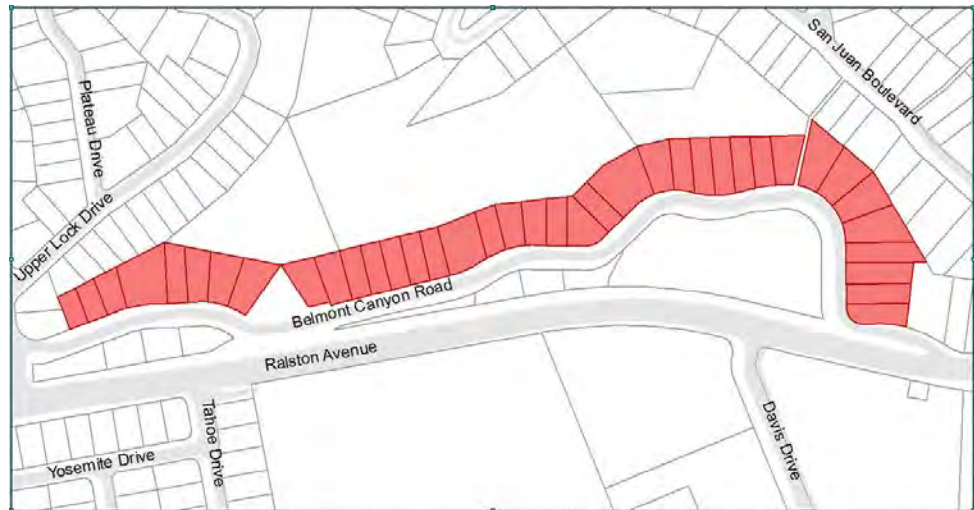 San Juan Boulevard
Plateau Drive
Upper Lock Drive
Belmont Canyon Road
Ralston Avenue
Tahoe Drive
Davis Drive
Yosemite Drive